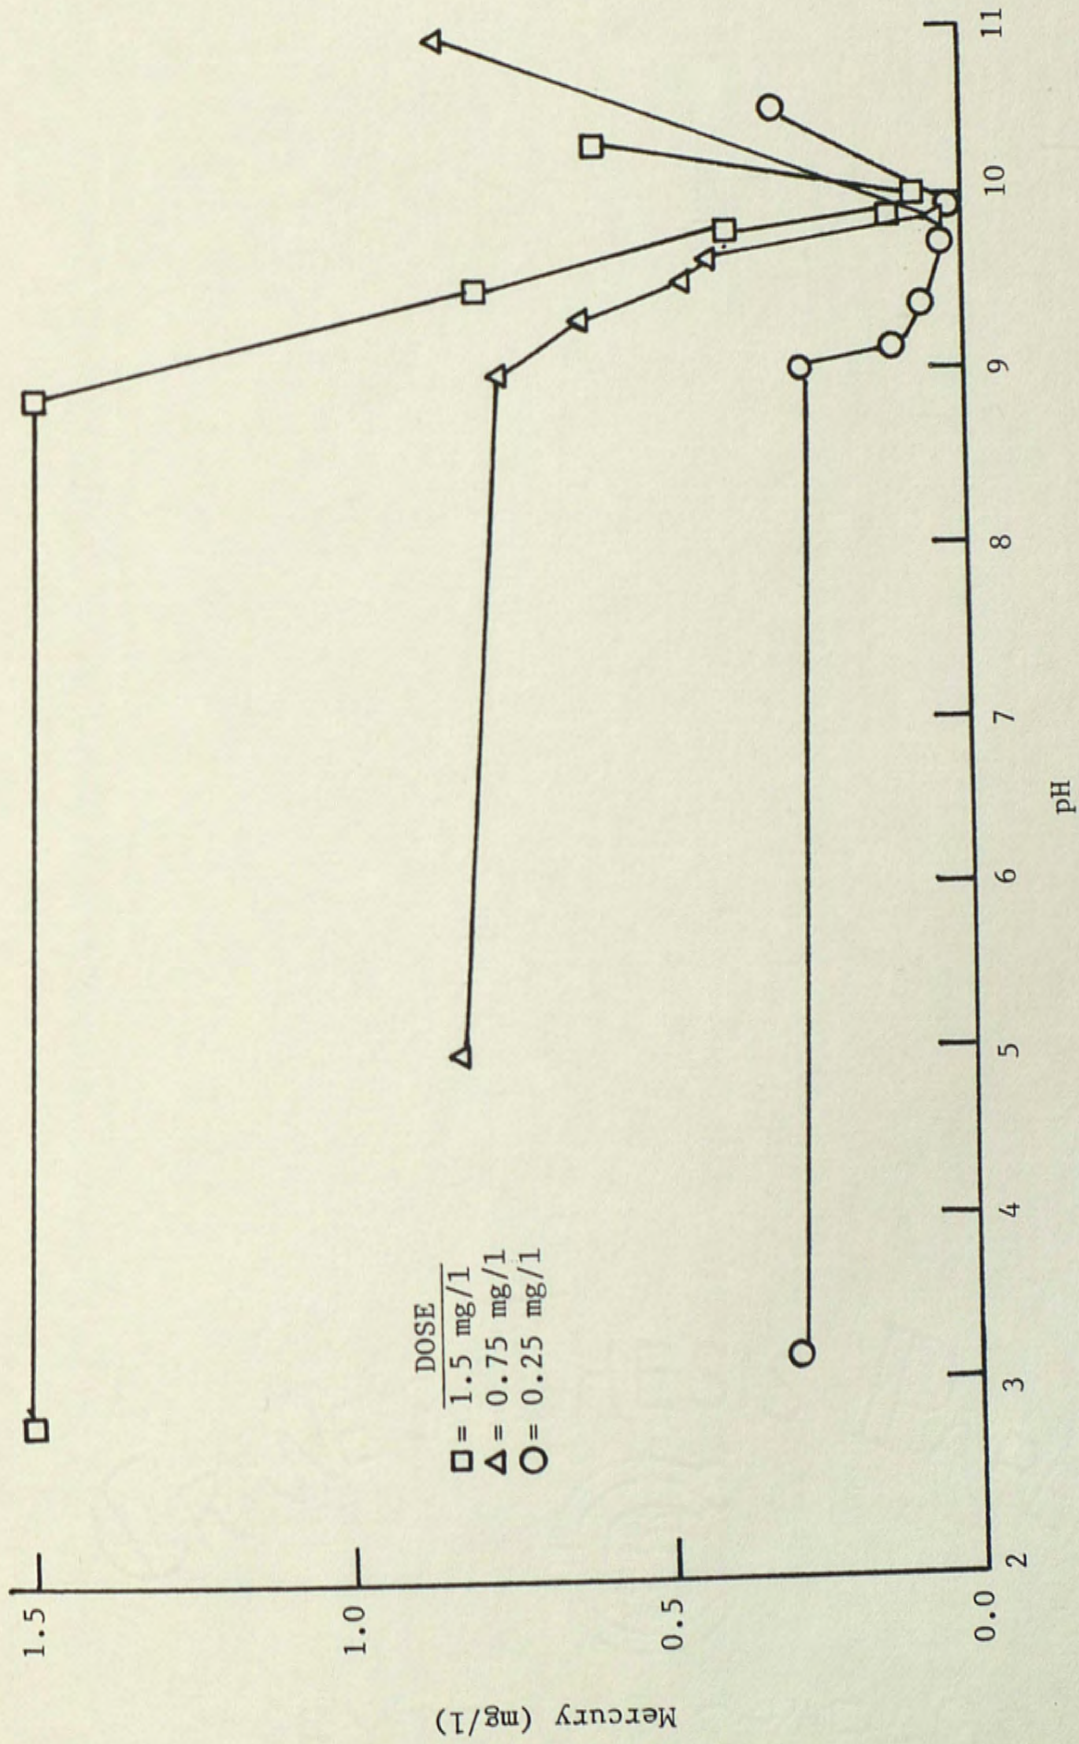 Mercury (mg/l)
1.5
1.0
0.5
0.0
DOSE
□ = 1.5 mg/l
△ = 0.75 mg/l
○ = 0.25 mg/l
2
3
4
5
6
7
8
9
10
11
pH